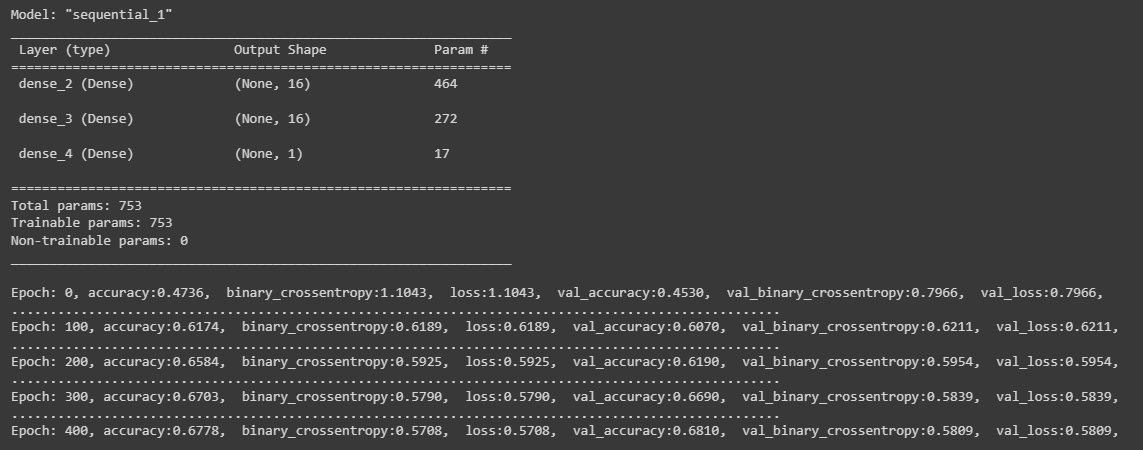 Model: "sequential_1"
_________________________________________________________________
Layer (type)                Output Shape              Param #
=================================================================
dense_2 (Dense)             (None, 16)                464
dense_3 (Dense)             (None, 16)                272
dense_4 (Dense)             (None, 1)                 17
=================================================================
Total params: 753
Trainable params: 753
Non-trainable params: 0
_________________________________________________________________
Epoch: 0, accuracy:0.4736,  binary_crossentropy:1.1043,  loss:1.1043,  val_accuracy:0.4530,  val_binary_crossentropy:0.7966,  val_loss:0.7966,
....................................................................................................
Epoch: 100, accuracy:0.6174,  binary_crossentropy:0.6189,  loss:0.6189,  val_accuracy:0.6070,  val_binary_crossentropy:0.6211,  val_loss:0.6211,
....................................................................................................
Epoch: 200, accuracy:0.6584,  binary_crossentropy:0.5925,  loss:0.5925,  val_accuracy:0.6190,  val_binary_crossentropy:0.5954,  val_loss:0.5954,
....................................................................................................
Epoch: 300, accuracy:0.6703,  binary_crossentropy:0.5790,  loss:0.5790,  val_accuracy:0.6690,  val_binary_crossentropy:0.5839,  val_loss:0.5839,
....................................................................................................
Epoch: 400, accuracy:0.6778,  binary_crossentropy:0.5708,  loss:0.5708,  val_accuracy:0.6810,  val_binary_crossentropy:0.5809,  val_loss:0.5809,